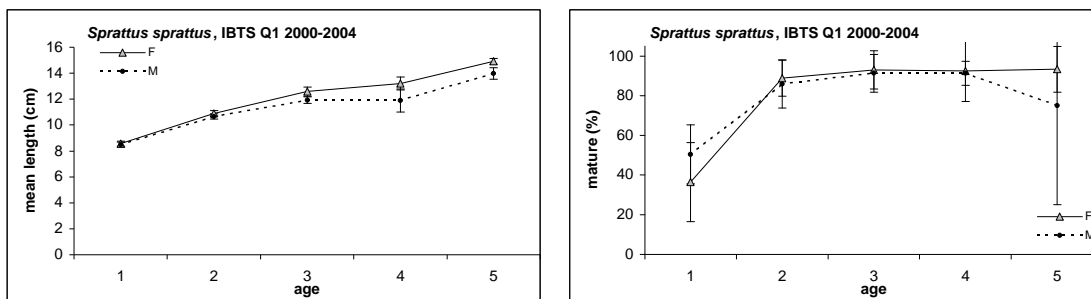 Sprattus sprattus, IBTS Q1 2000-2004
F
M
16
14
12
10
8
6
4
2
0
mean length (cm)
1 2 3 4 5
age
Sprattus sprattus, IBTS Q1 2000-2004
100
80
60
40
20
0
mature (%)
F
M
1 2 3 4 5
age